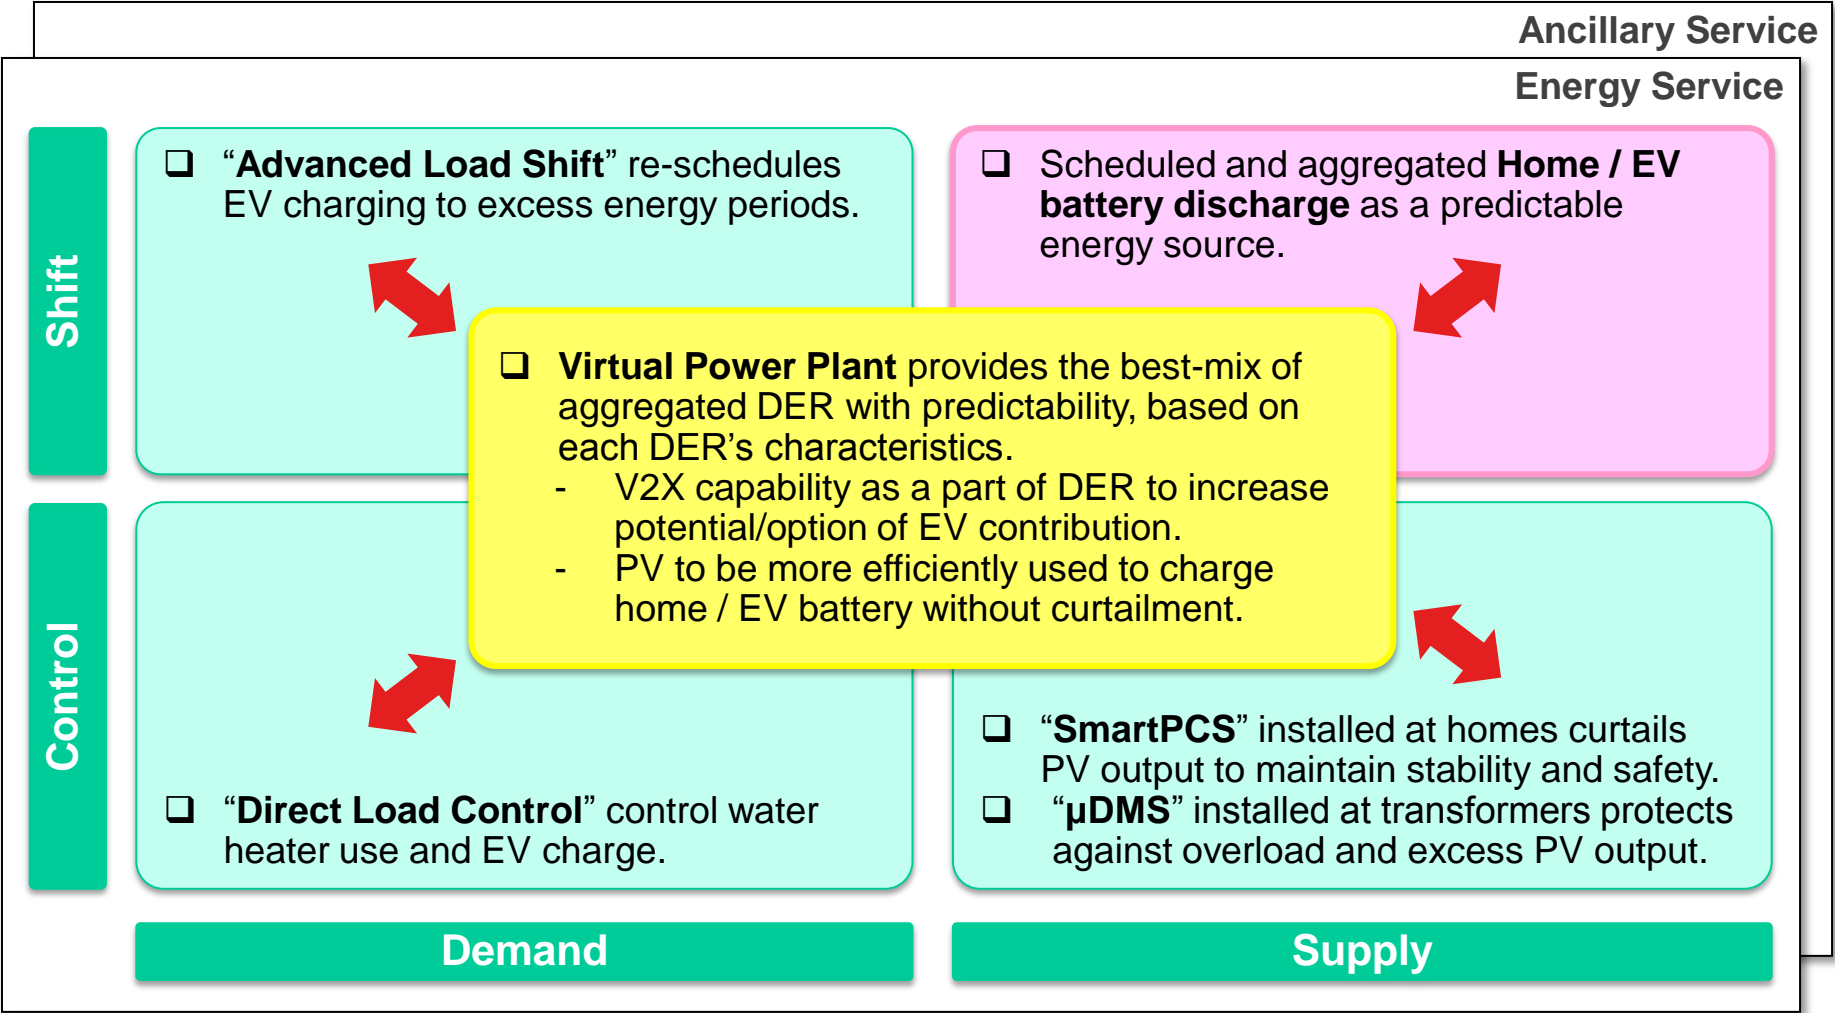 Ancillary Service
Energy Service
Shift
❑ “Advanced Load Shift” re-schedules
EV charging to excess energy periods.
❑ Scheduled and aggregated Home / EV
battery discharge as a predictable
energy source.
❑ Virtual Power Plant provides the best-mix of
aggregated DER with predictability, based on
each DER’s characteristics.
- V2X capability as a part of DER to increase
potential/option of EV contribution.
- PV to be more efficiently used to charge
home / EV battery without curtailment.
Control
❑ “Direct Load Control” control water
heater use and EV charge.
❑ “SmartPCS” installed at homes curtails
PV output to maintain stability and safety.
❑ “µDMS” installed at transformers protects
against overload and excess PV output.
Demand
Supply